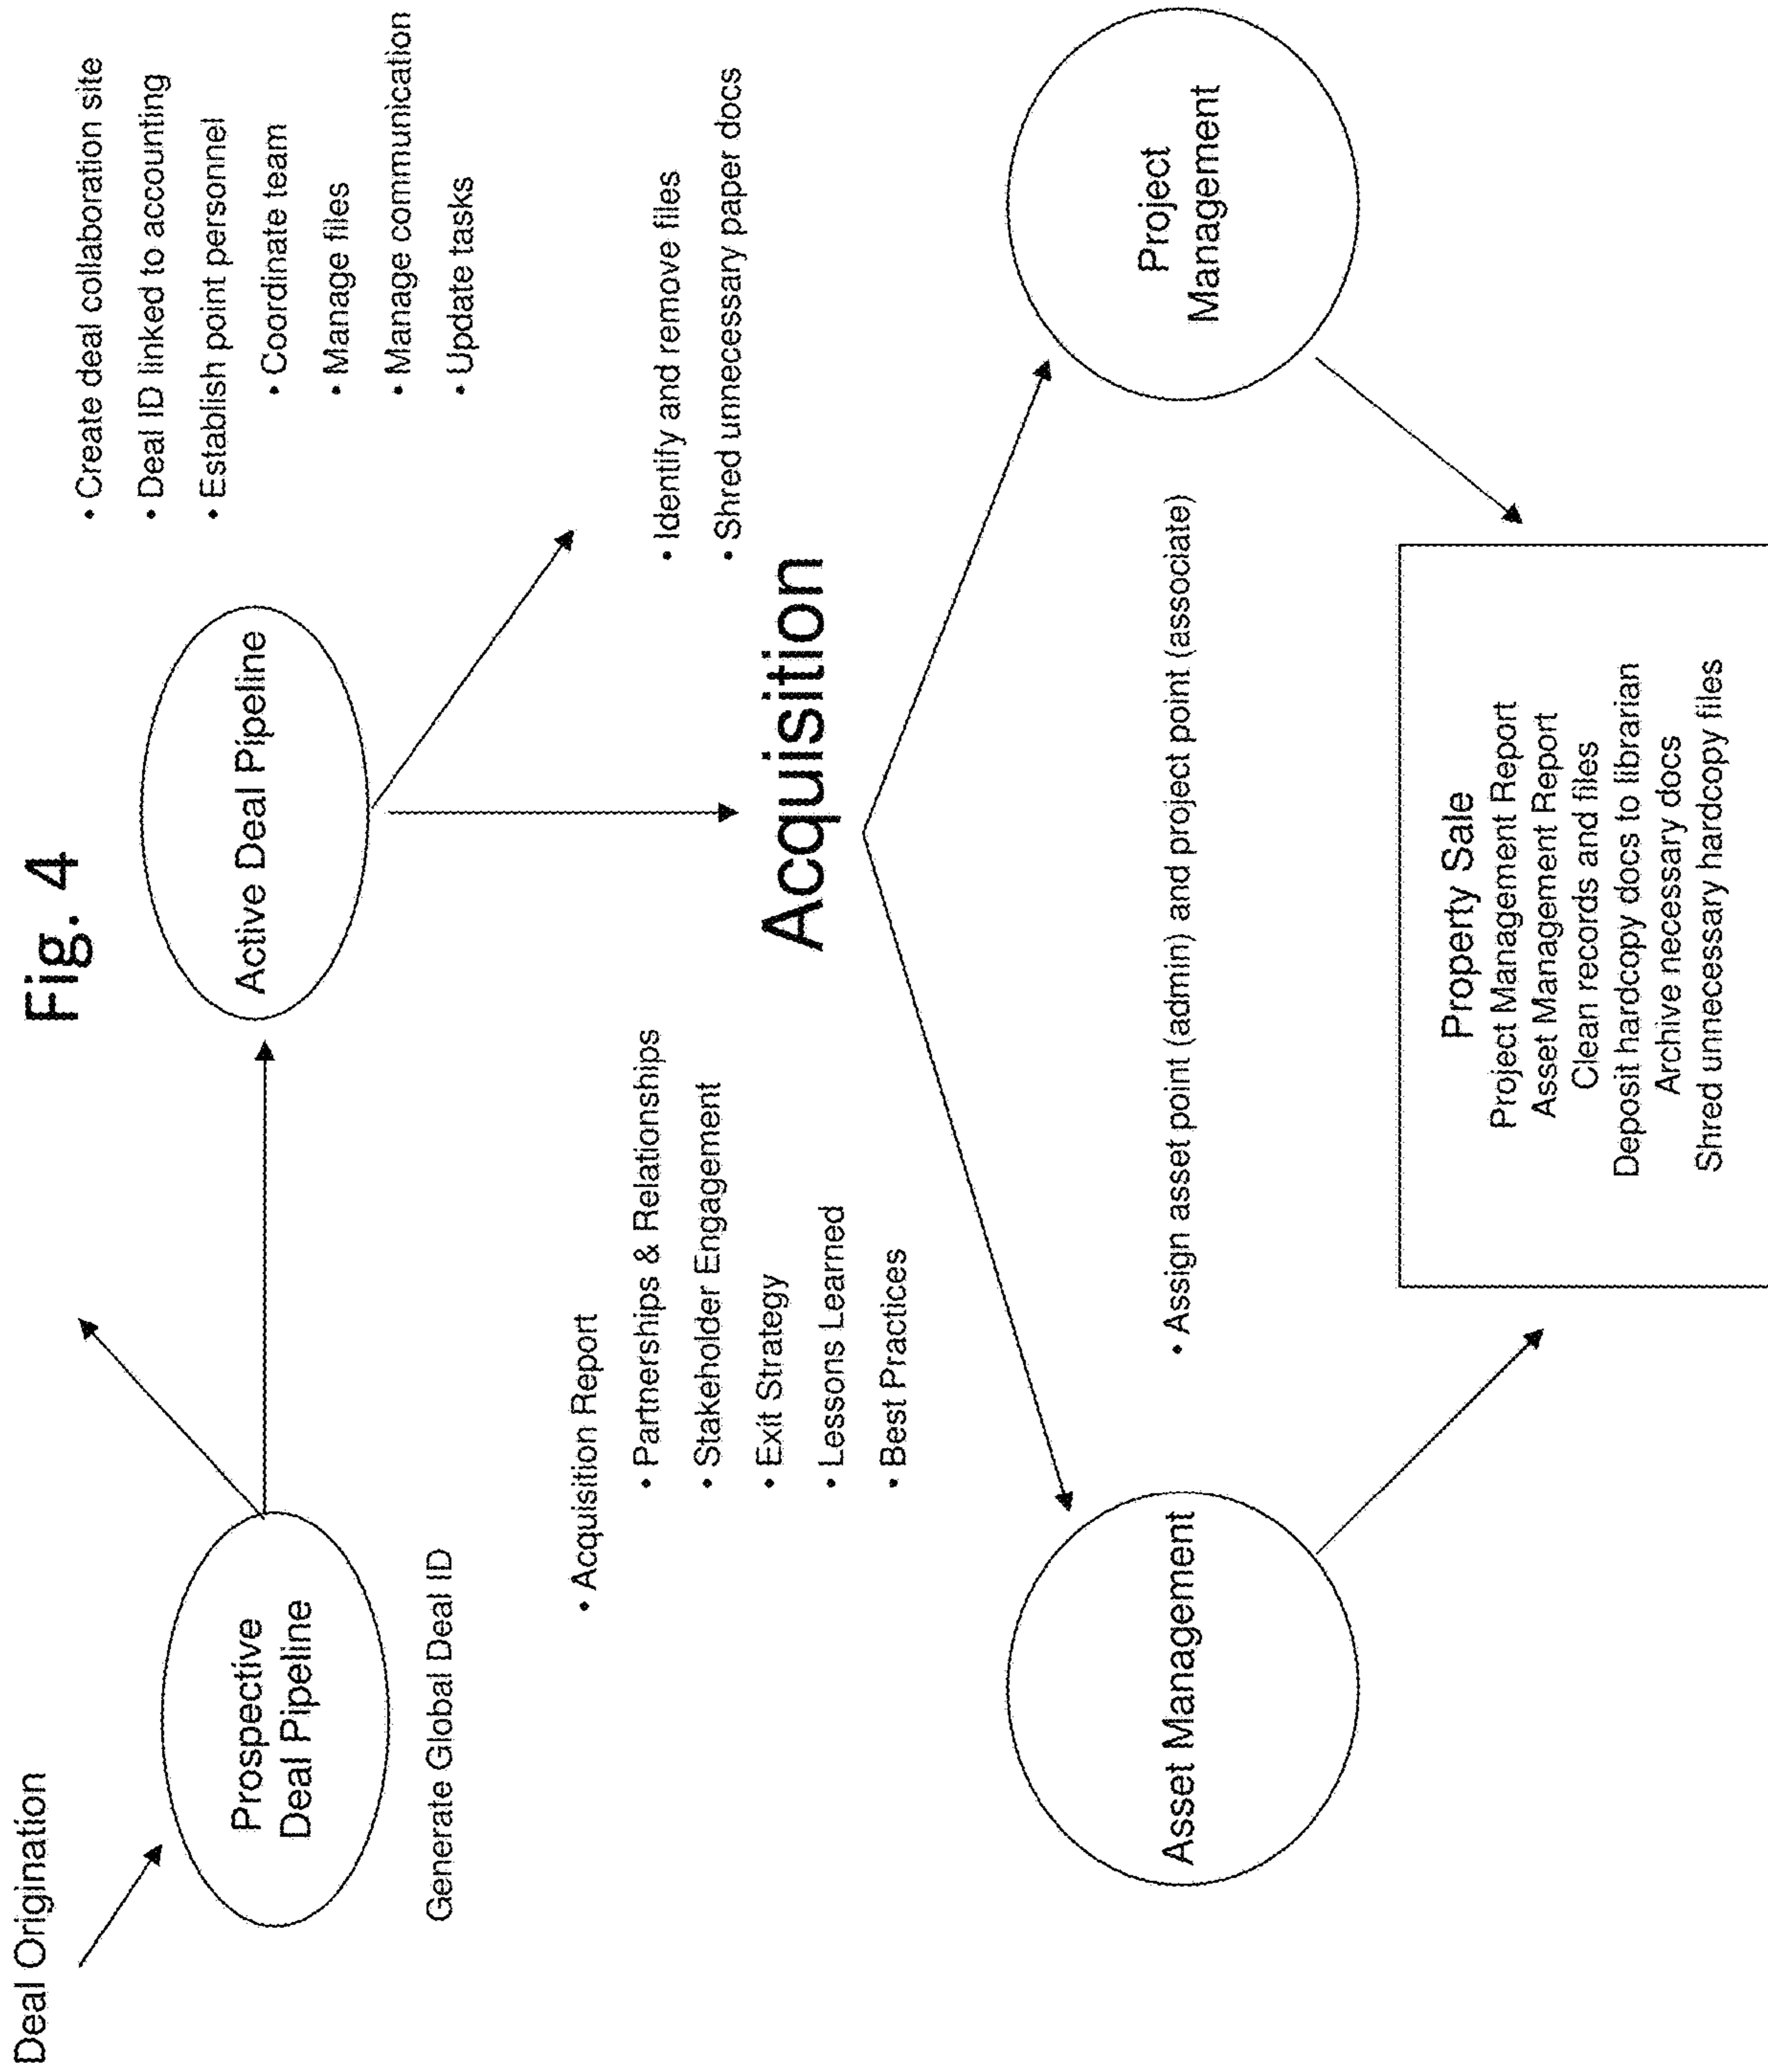 Fig. 4
Deal Origination
Prospective
Deal Pipeline
Generate Global Deal ID
Active Deal Pipeline
• Create deal collaboration site
• Deal ID linked to accounting
• Establish point personnel
• Coordinate team
• Manage files
• Manage communication
• Update tasks
• Identify and remove files
• Shred unnecessary paper docs
• Acquisition Report
• Partnerships & Relationships
• Stakeholder Engagement
• Exit Strategy
• Lessons Learned
• Best Practices
Acquisition
Asset Management
• Assign asset point (admin) and project point (associate)
Project
Management
Property Sale
Project Management Report
Asset Management Report
Clean records and files
Deposit hardcopy docs to librarian
Archive necessary docs
Shred unnecessary hardcopy files